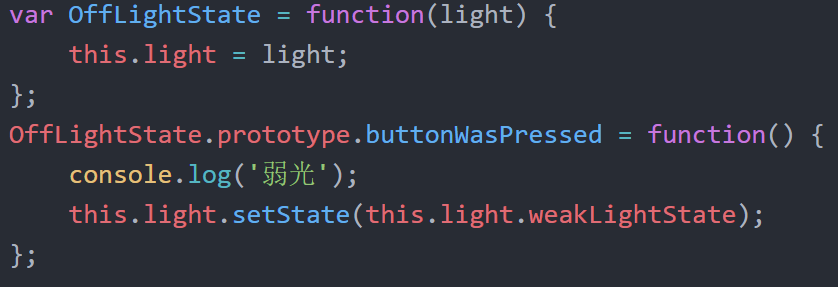 var OffLightState = function(light) {
    this.light = light;
};
OffLightState.prototype.buttonWasPressed = function() {
    console.log('弱光');
    this.light.setState(this.light.weakLightState);
};